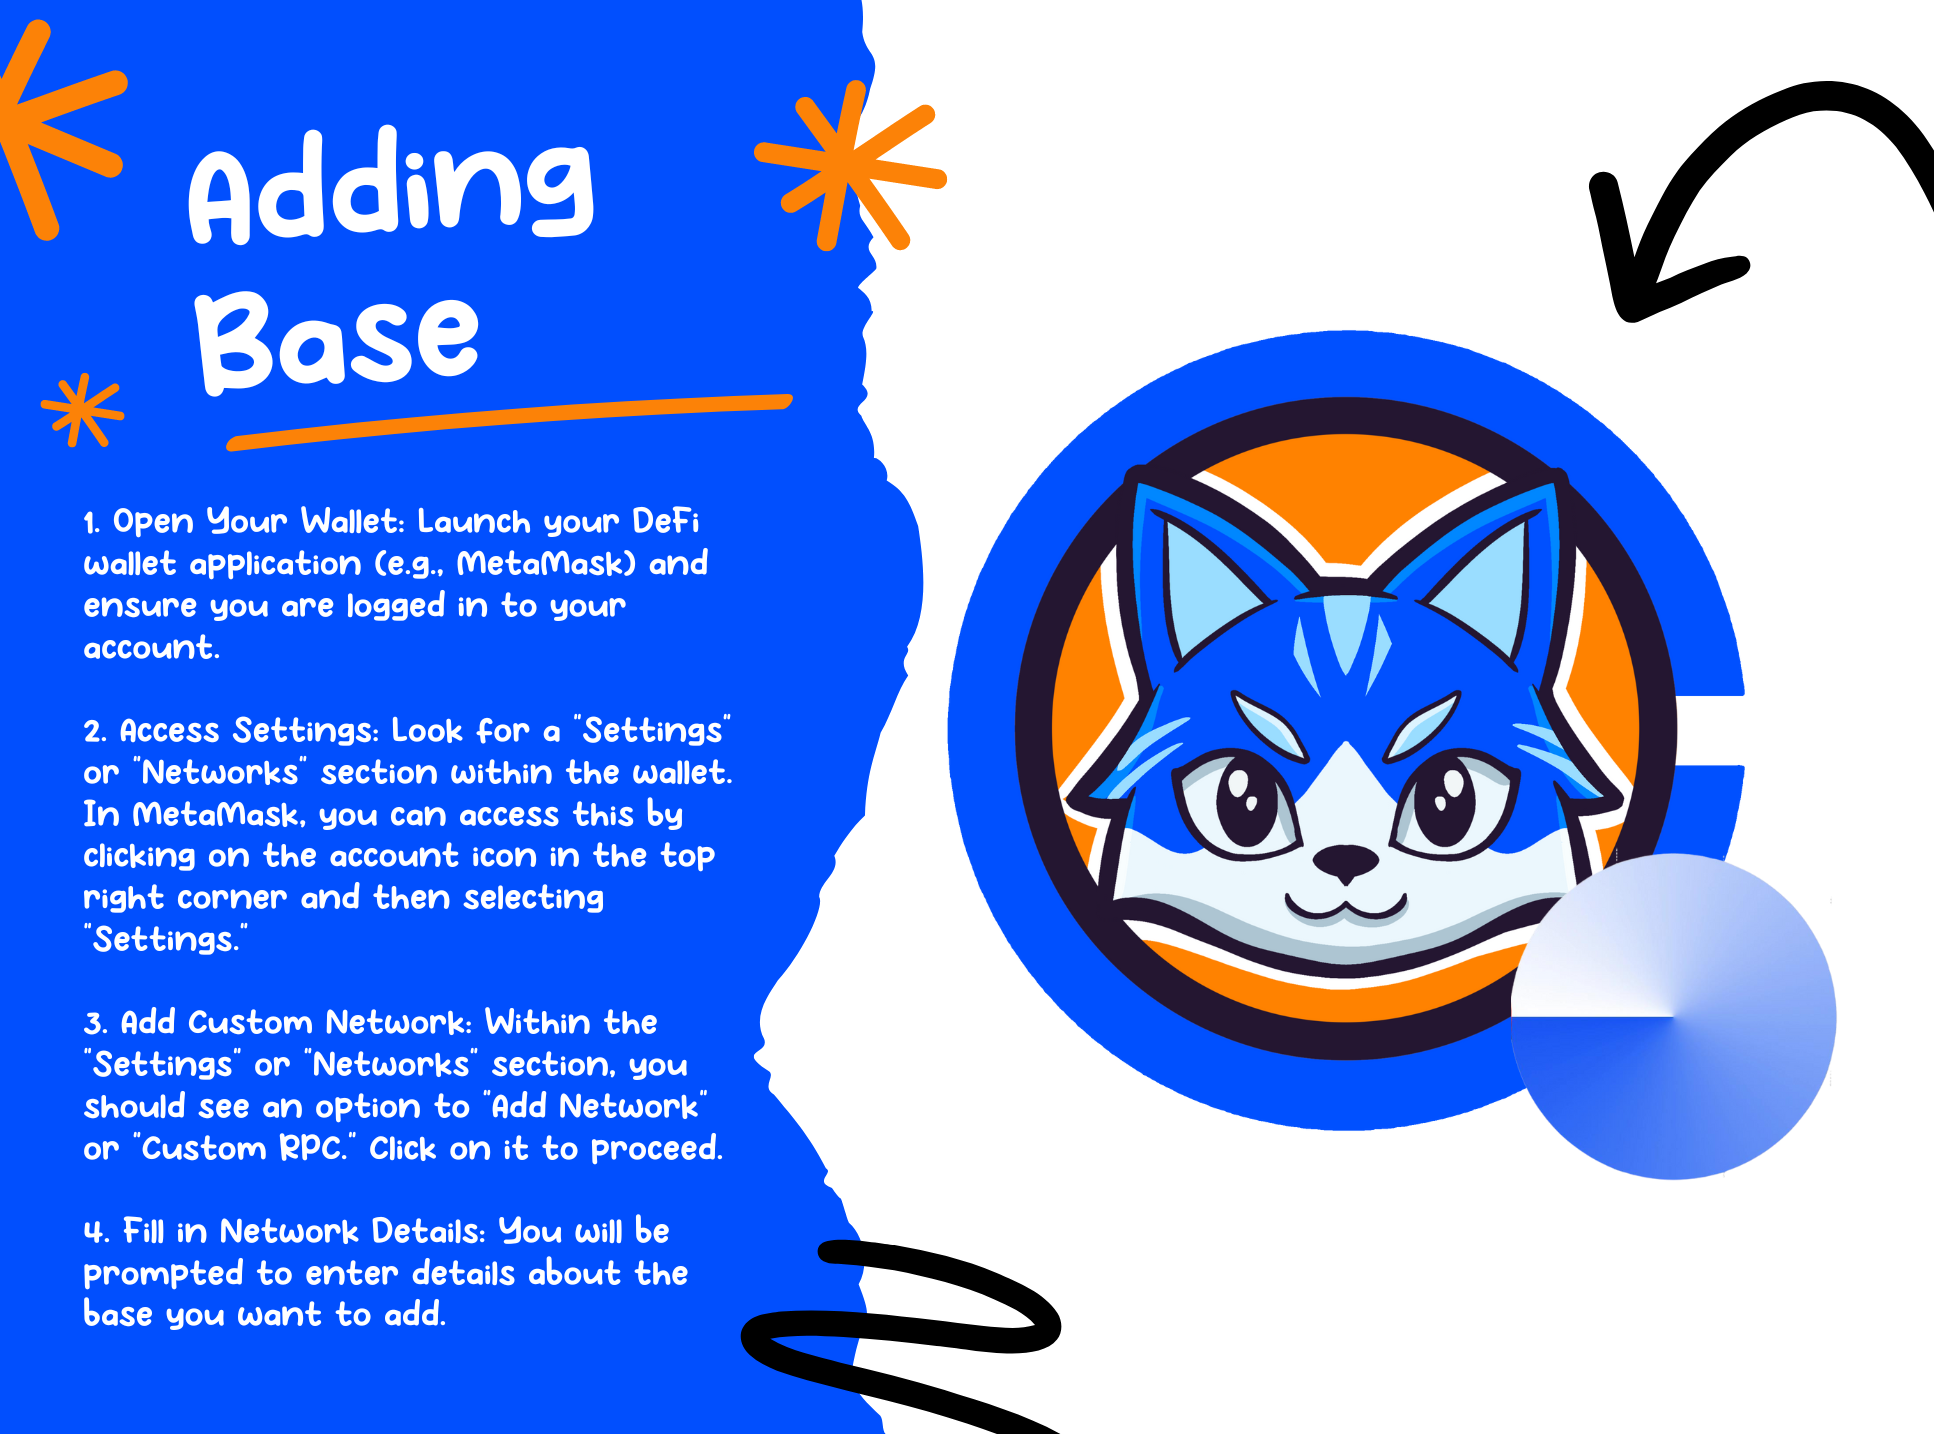 Adding
Base
1. Open Your Wallet: Launch your DeFi
wallet application (e.g., MetaMask) and
ensure you are logged in to your
account.
2. Access Settings: Look for a "Settings"
or "Networks" section within the wallet.
In MetaMask, you can access this by
clicking on the account icon in the top
right corner and then selecting
"Settings."
3. Add Custom Network: Within the
"Settings" or "Networks" section, you
should see an option to "Add Network"
or "Custom RPC." Click on it to proceed.
4. Fill in Network Details: You will be
prompted to enter details about the
base you want to add.